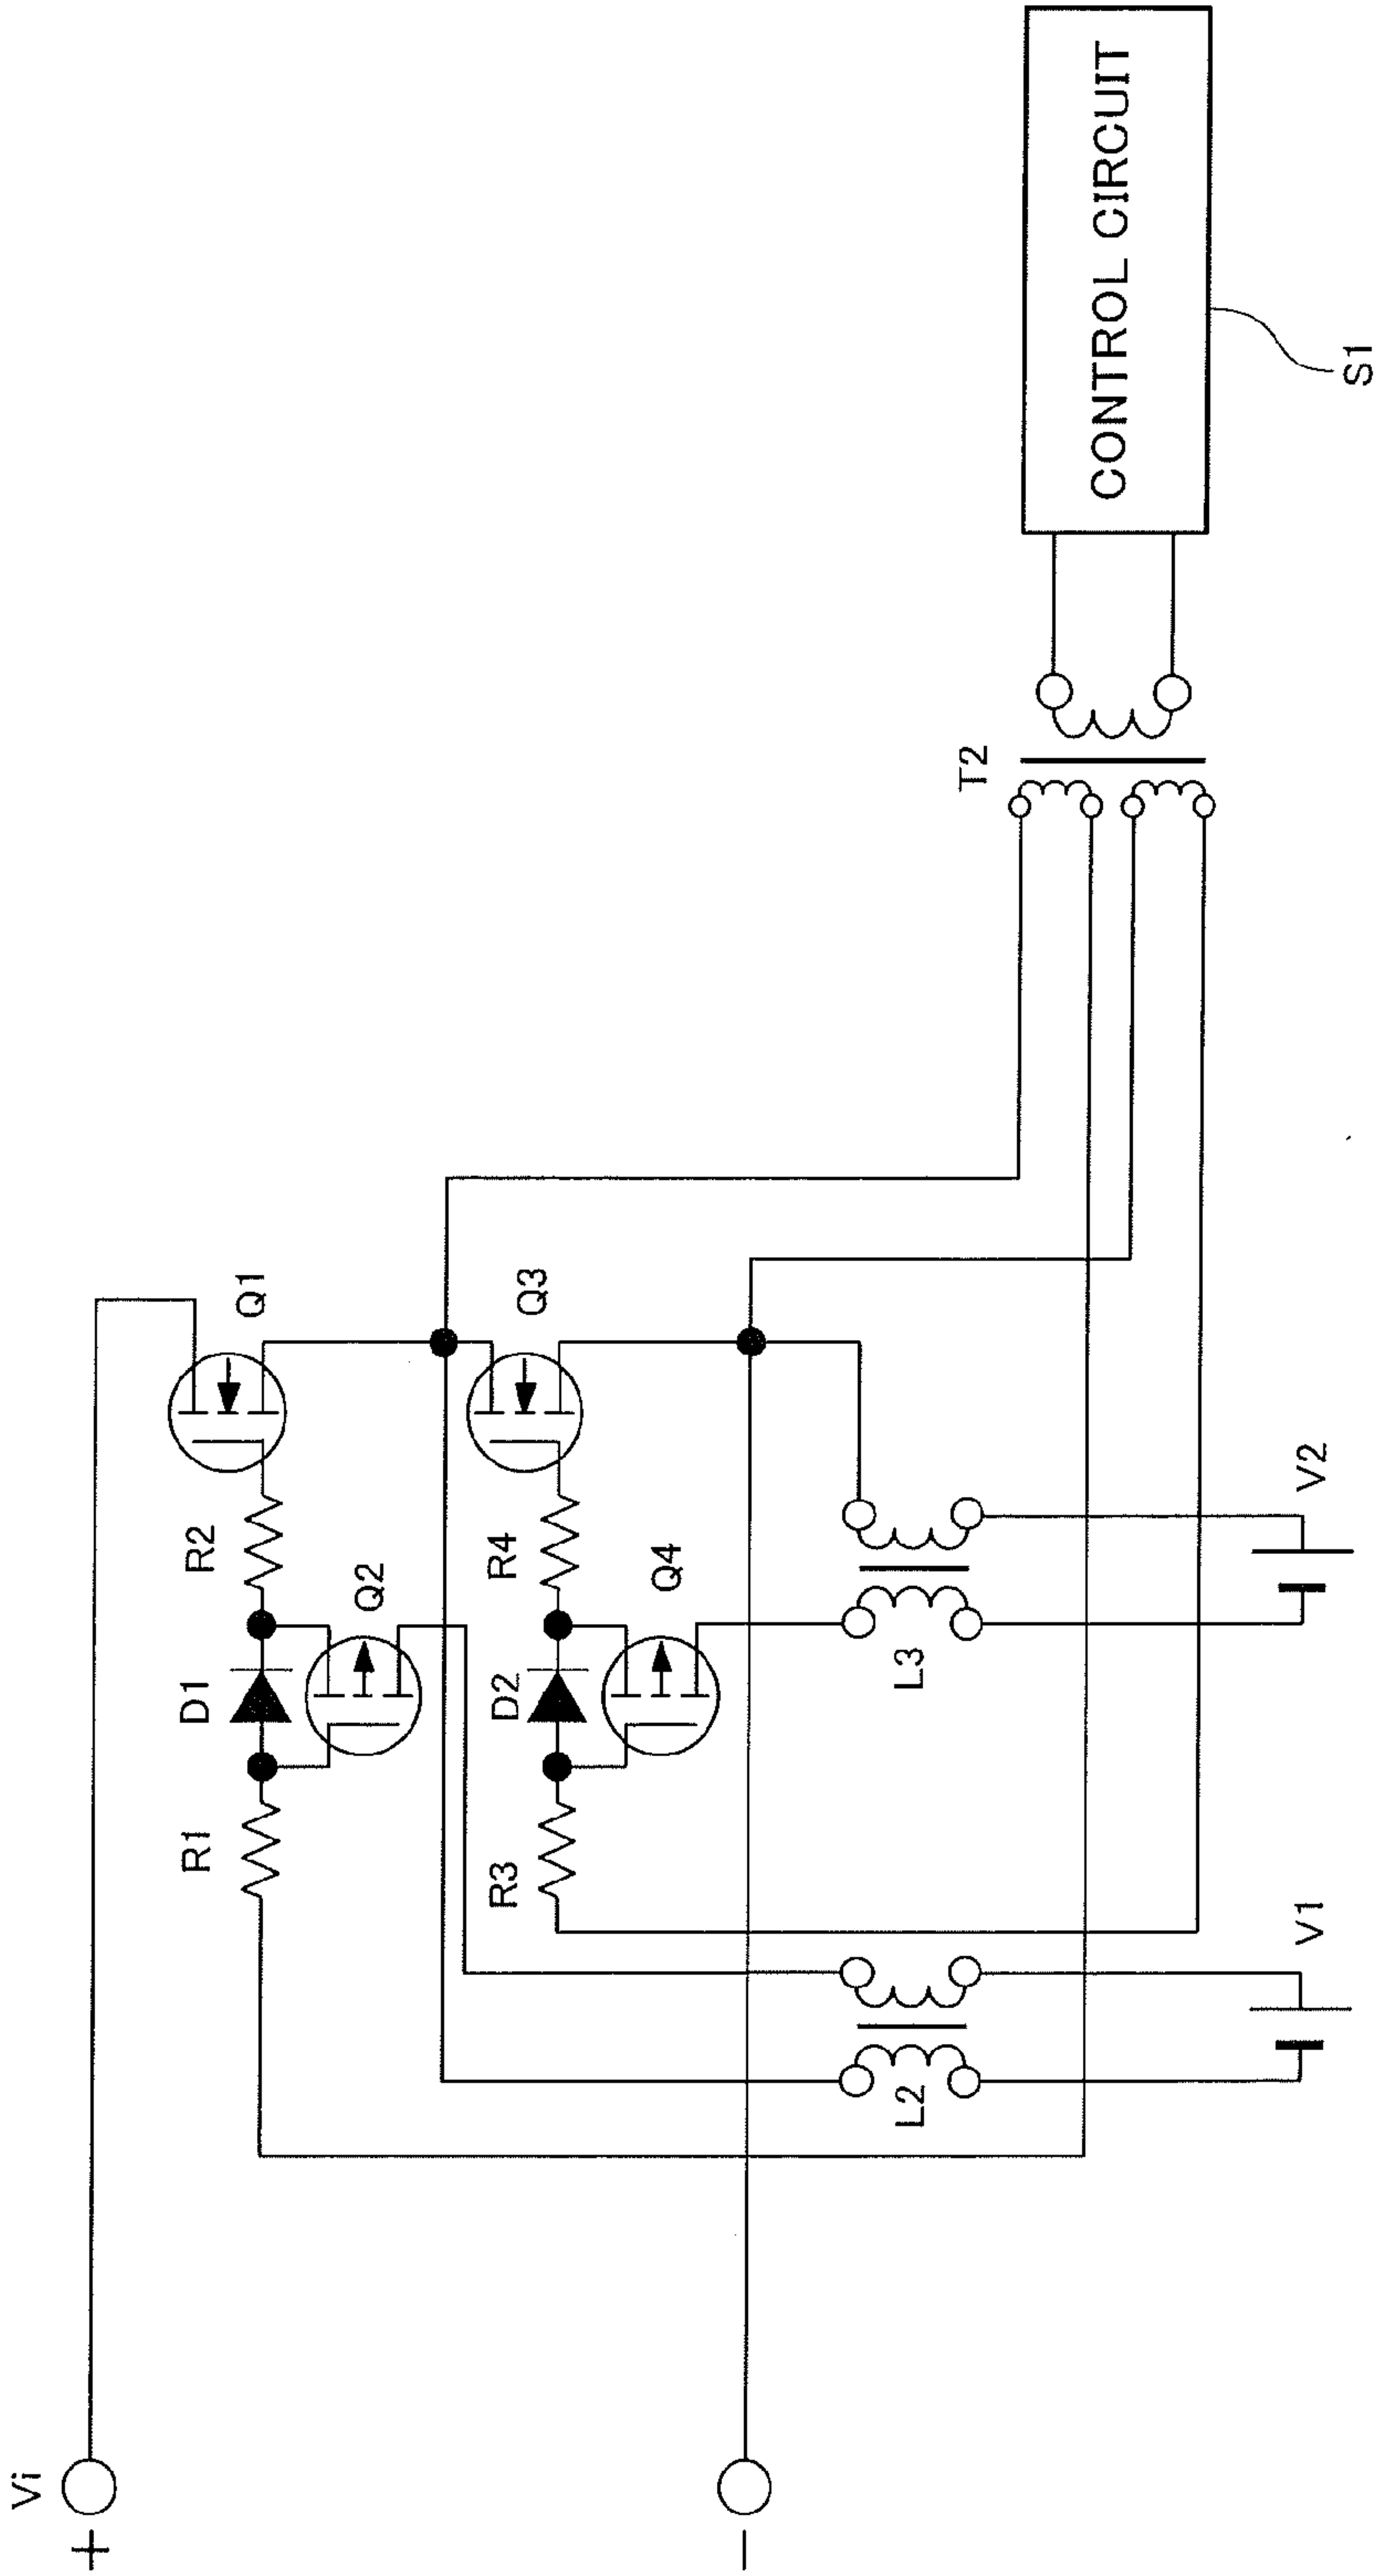 Vi
+
−
R1
D1
R2
Q1
Q2
R3
D2
R4
Q3
Q4
L2
V1
L3
V2
T2
CONTROL CIRCUIT
S1